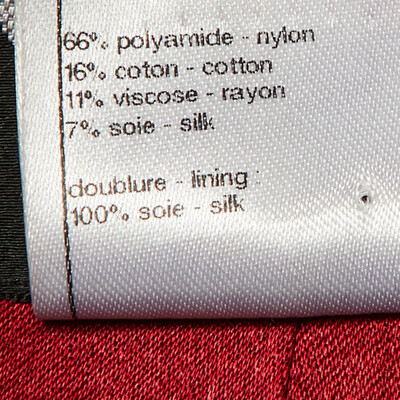 66% polyamide - nylon
16% coton - cotton
11% viscose - rayon
7% soie - silk
doublure - lining :
100% soie - silk